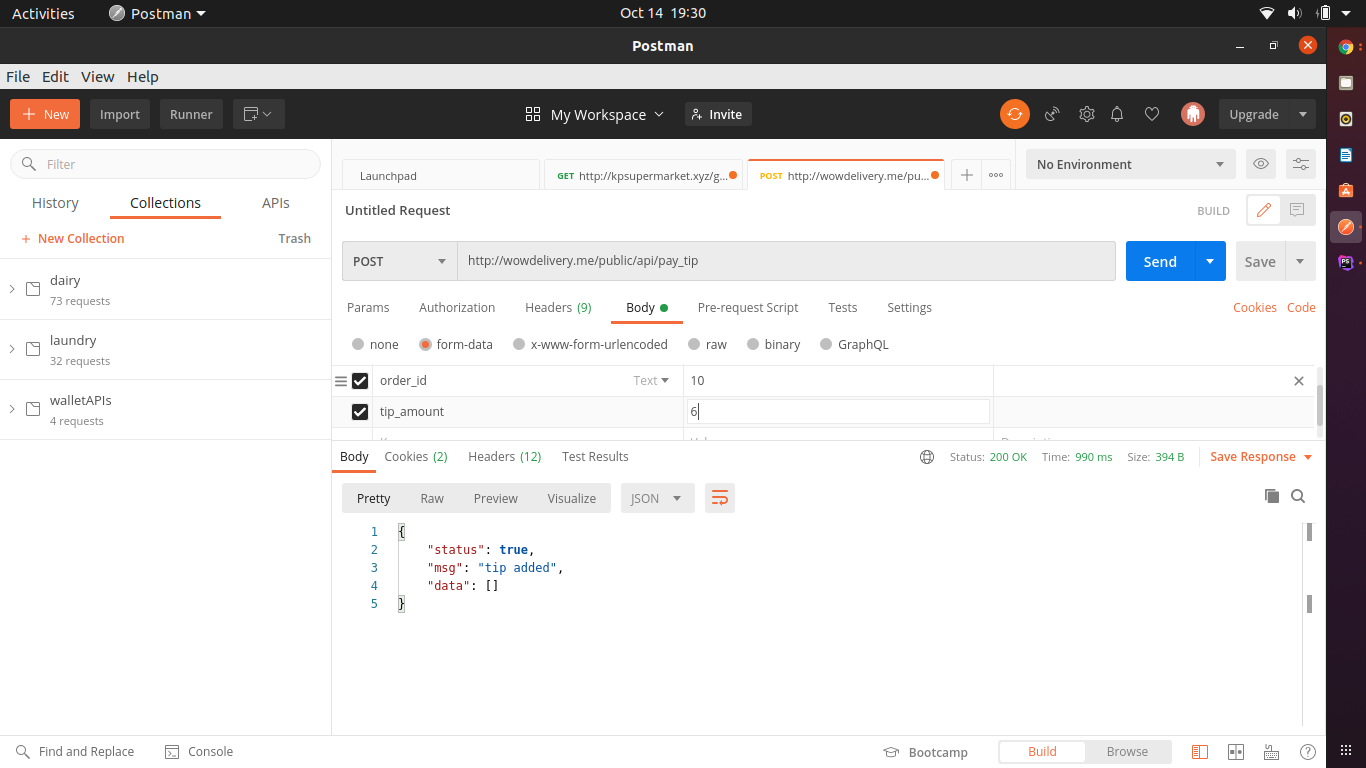 Activities Postman Oct 14 19:30
Postman
File Edit View Help
New Import Runner My Workspace Invite Upgrade
Filter
History Collections APIs
+ New Collection Trash
dairy
73 requests
laundry
32 requests
walletAPIs
4 requests
Launchpad GET http://kpsupermarket.xyz/g... POST http://wowdelivery.me/pu... No Environment
Untitled Request BUILD
POST http://wowdelivery.me/public/api/pay_tip Send Save
Params Authorization Headers (9) Body Pre-request Script Tests Settings Cookies Code
none form-data x-www-form-urlencoded raw binary GraphQL
order_id Text 10
tip_amount 6
Body Cookies (2) Headers (12) Test Results Status: 200 OK Time: 990 ms Size: 394 B Save Response
Pretty Raw Preview Visualize JSON
1 {
2 "status": true,
3 "msg": "tip added",
4 "data": []
5 }
Find and Replace Console Bootcamp Build Browse